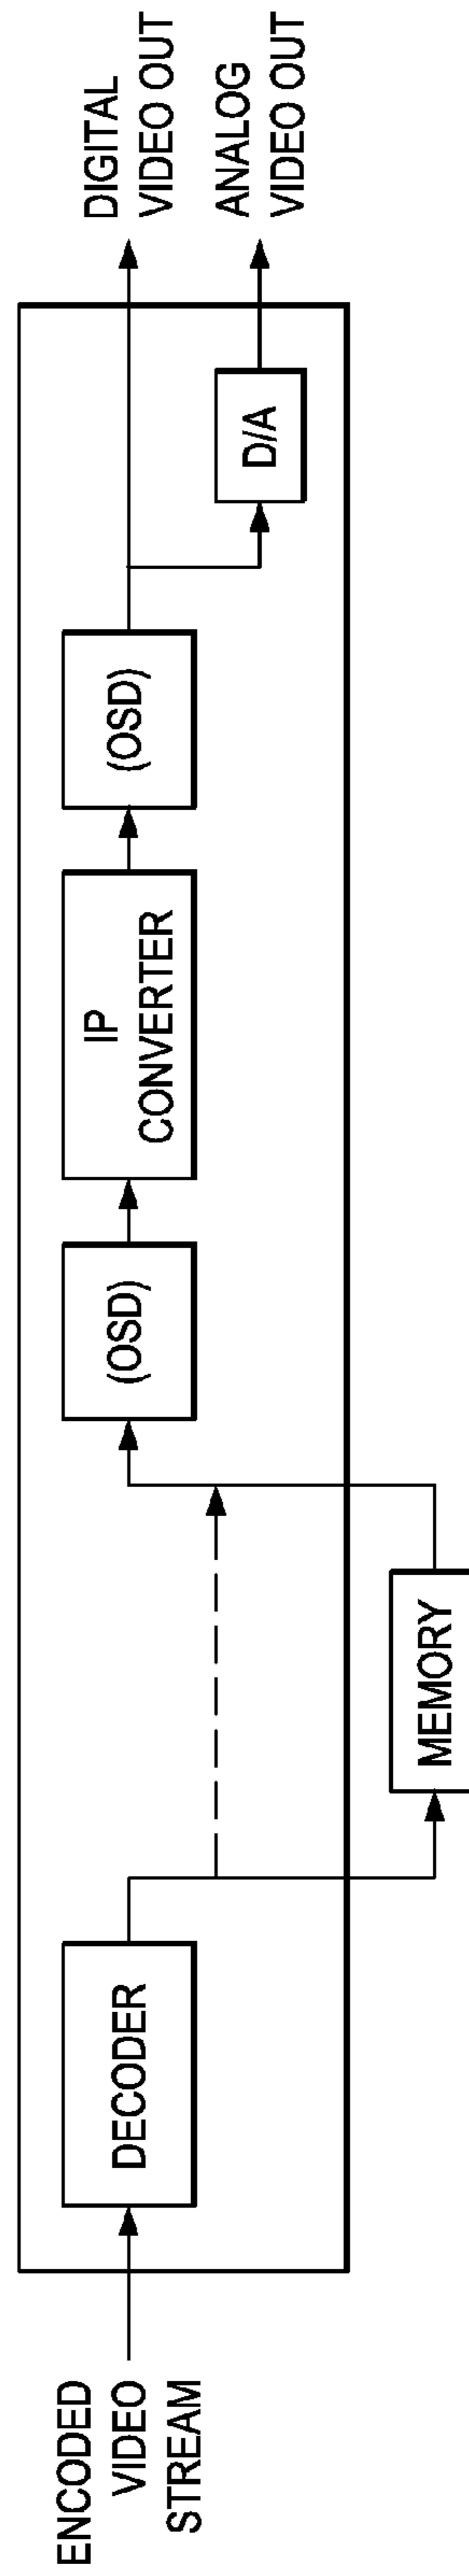 ENCODED
VIDEO
STREAM
DECODER
MEMORY
(OSD)
IP
CONVERTER
(OSD)
D/A
DIGITAL
VIDEO OUT
ANALOG
VIDEO OUT